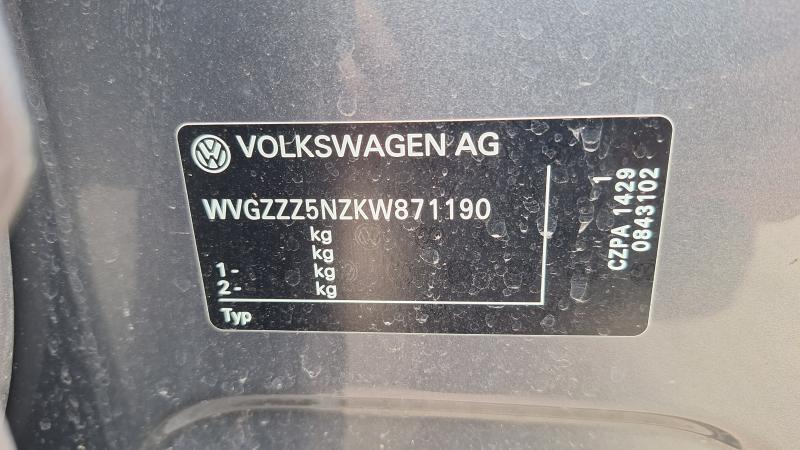 VOLKSWAGEN AG
WVGZZZ5NZKW871190
kg
kg
1- kg
2- kg
Typ
1
CZPA 1429
0843102